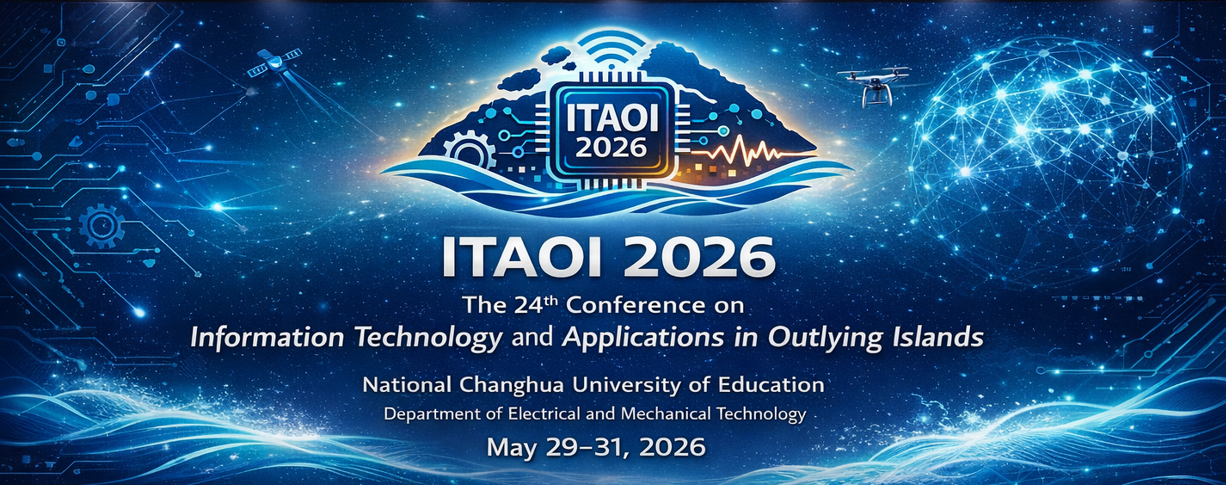 ITAOI
2026
ITAOI 2026
The 24th Conference on
Information Technology and Applications in Outlying Islands
National Changhua University of Education
Department of Electrical and Mechanical Technology
May 29–31, 2026